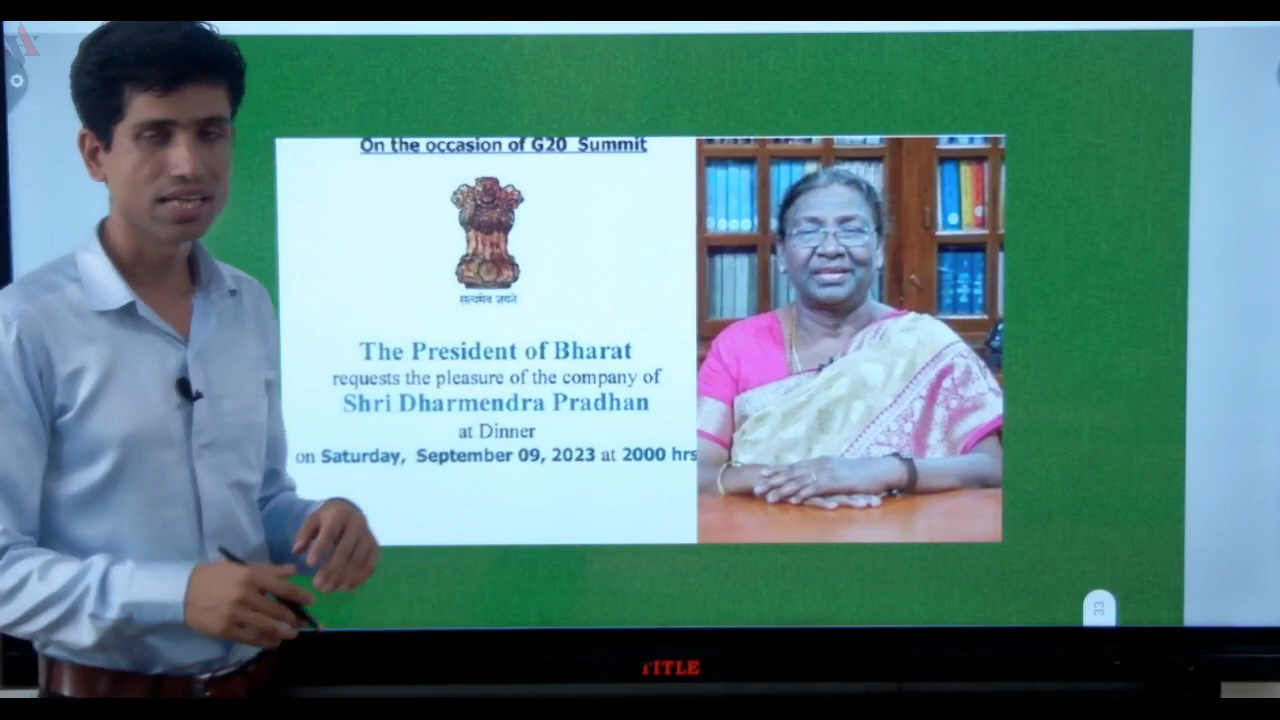 On the occasion of G20 Summit
सत्यमेव जयते
The President of Bharat
requests the pleasure of the company of
Shri Dharmendra Pradhan
at Dinner
on Saturday, September 09, 2023 at 2000 hrs
33
TITLE